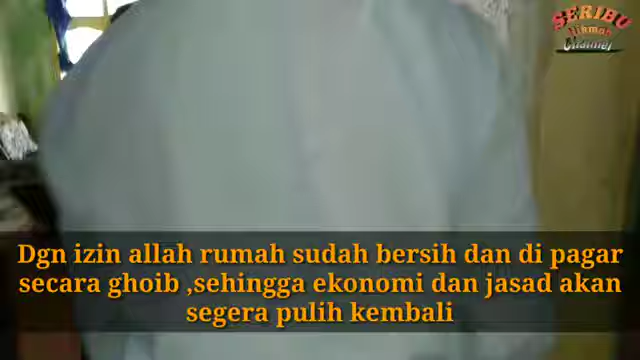 SERIBU
Hikmah
Channel
Dgn izin allah rumah sudah bersih dan di pagar
secara ghoib ,sehingga ekonomi dan jasad akan
segera pulih kembali